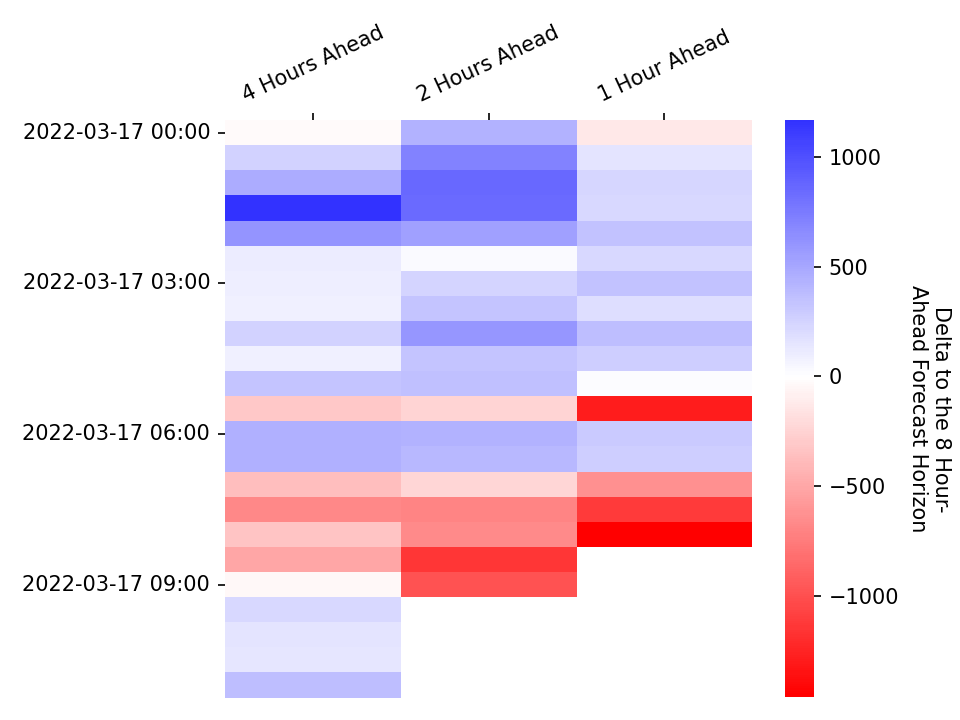 4 Hours Ahead
2 Hours Ahead
1 Hour Ahead
2022-03-17 00:00
2022-03-17 03:00
2022-03-17 06:00
2022-03-17 09:00
1000
500
0
−500
−1000
Delta to the 8 Hour-
Ahead Forecast Horizon